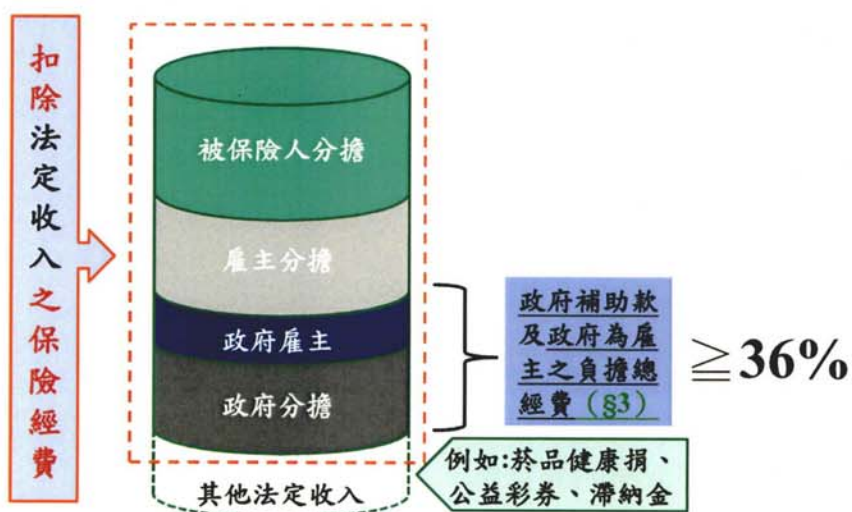 扣除法定收入之保險經費
被保險人分擔
雇主分擔
政府雇主
政府分擔
其他法定收入
政府補助款
及政府為雇
主之負擔總
經費（§3）
≧36%
例如:菸品健康捐、
公益彩券、滯納金